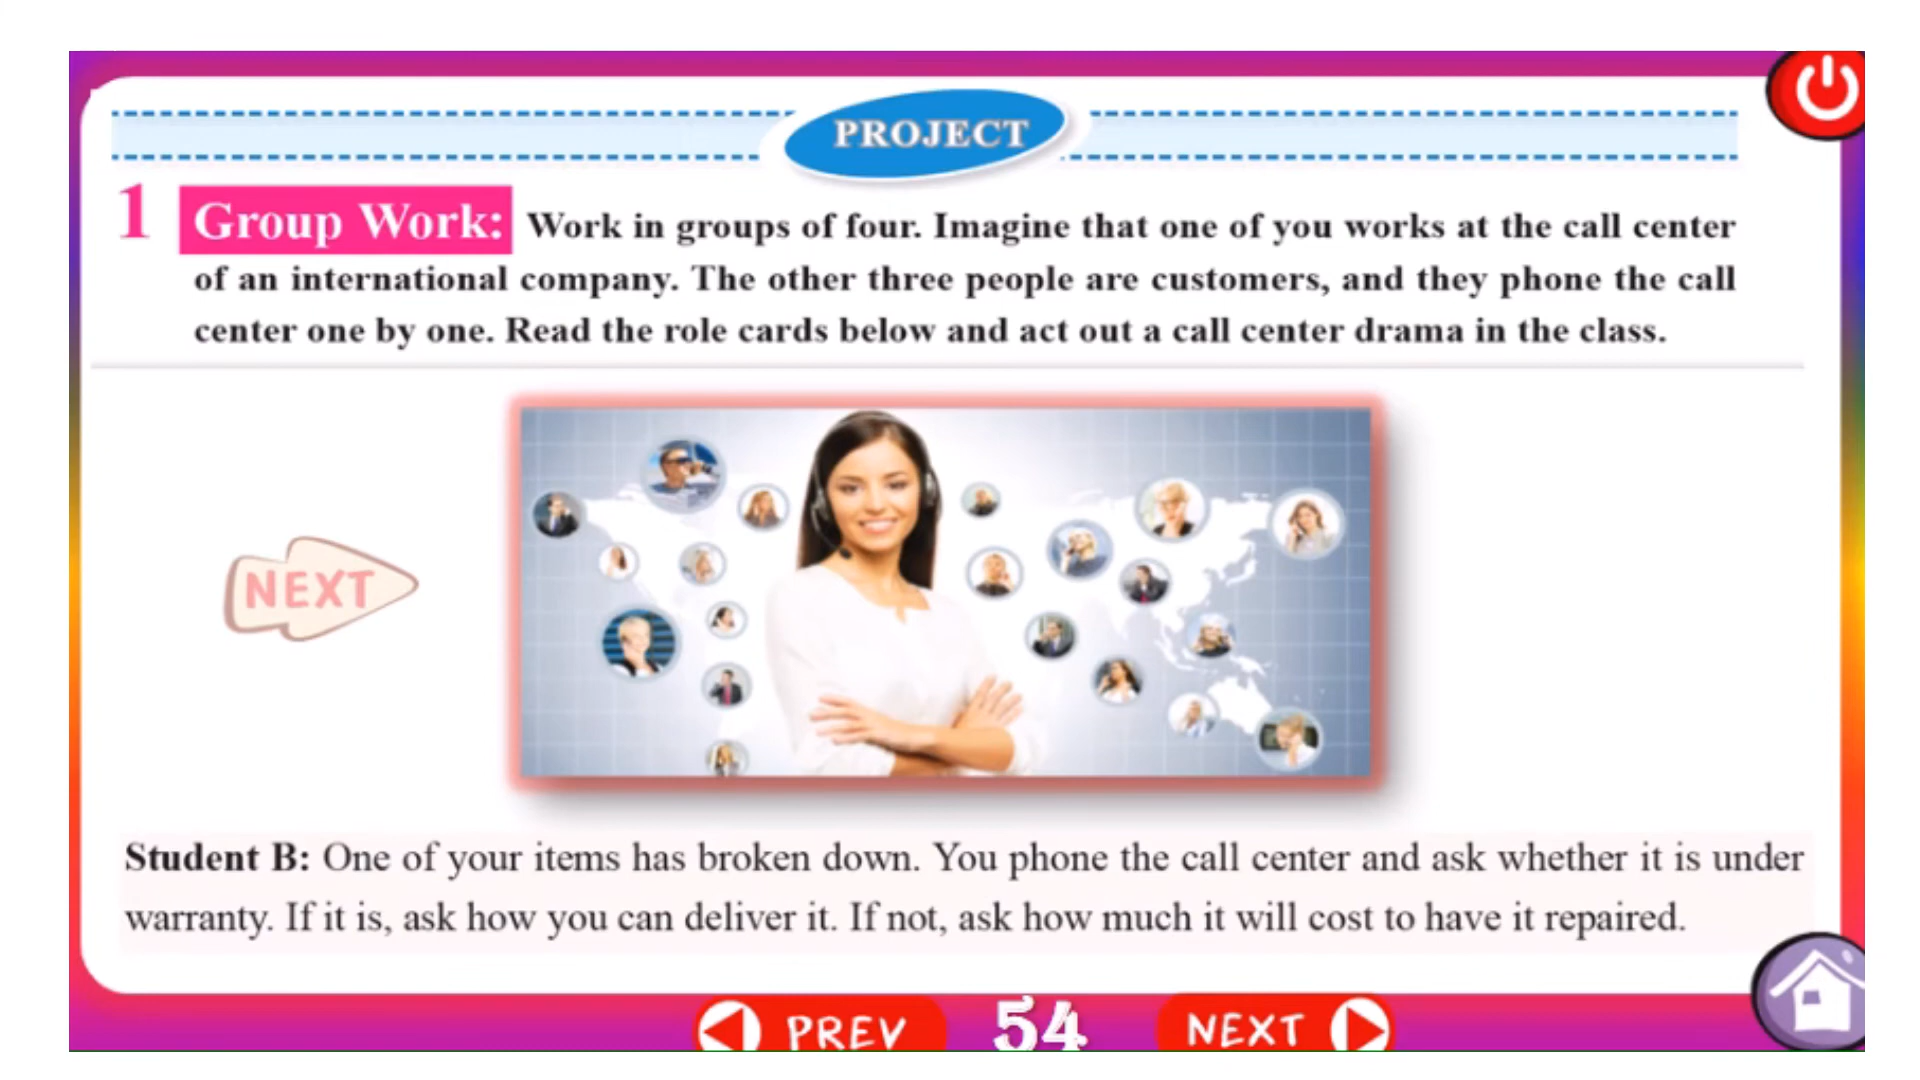 PROJECT
1 Group Work: Work in groups of four. Imagine that one of you works at the call center
of an international company. The other three people are customers, and they phone the call
center one by one. Read the role cards below and act out a call center drama in the class.
NEXT
Student B: One of your items has broken down. You phone the call center and ask whether it is under
warranty. If it is, ask how you can deliver it. If not, ask how much it will cost to have it repaired.
PREV 54 NEXT